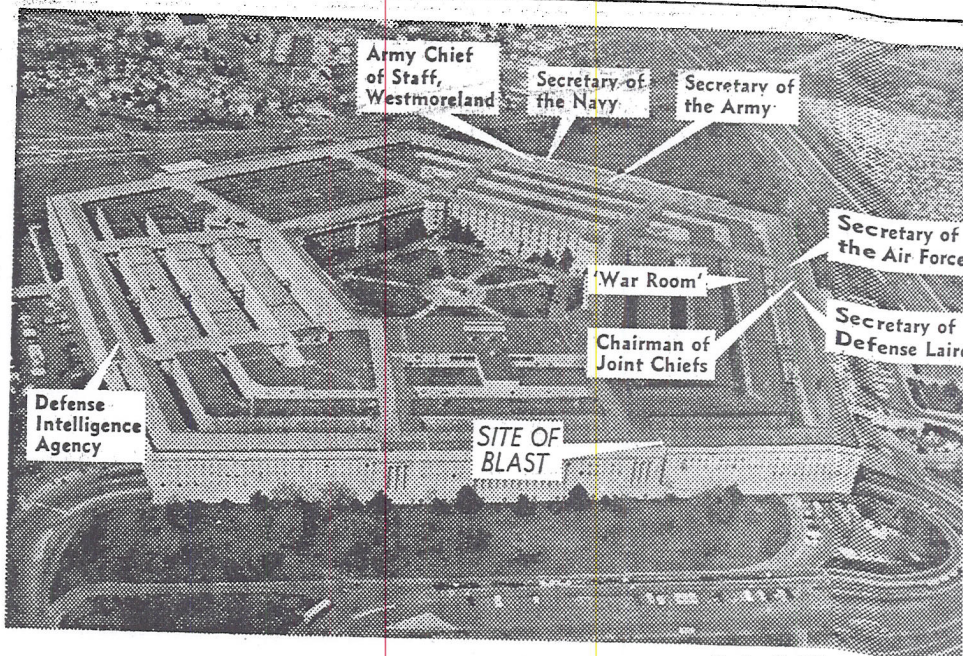 Army Chief
of Staff,
Westmoreland
Secretary of
the Navy
Secretary of
the Army
Secretary of
the Air Force
'War Room'
Chairman of
Joint Chiefs
Secretary of
Defense Laird
Defense
Intelligence
Agency
SITE OF
BLAST